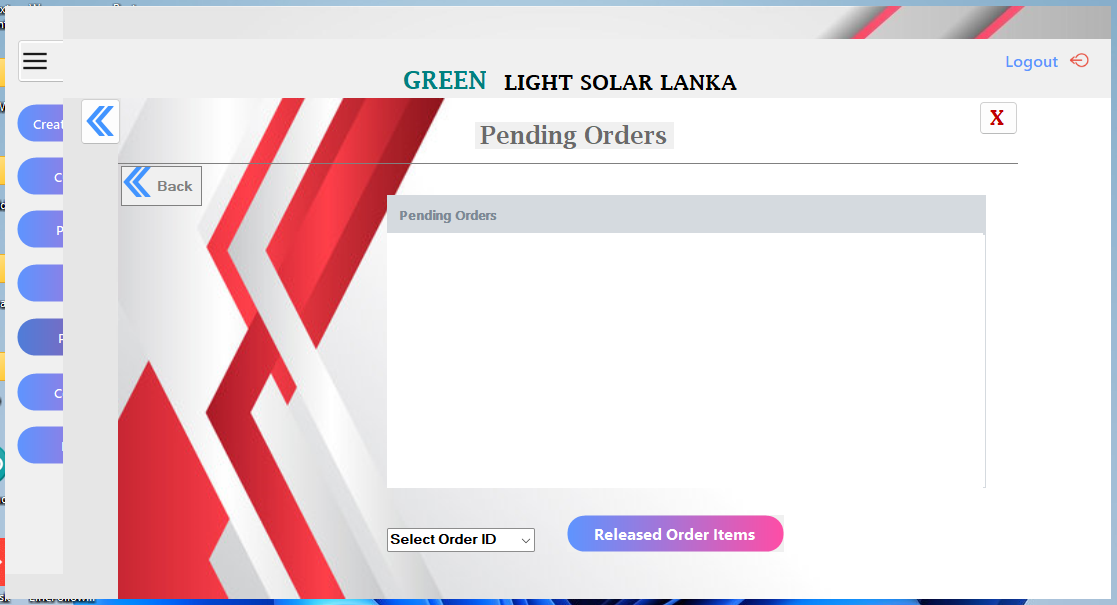 Logout
GREEN LIGHT SOLAR LANKA
Creat
X
Pending Orders
Back
C
Pending Orders
P
P
C
Select Order ID
Released Order Items